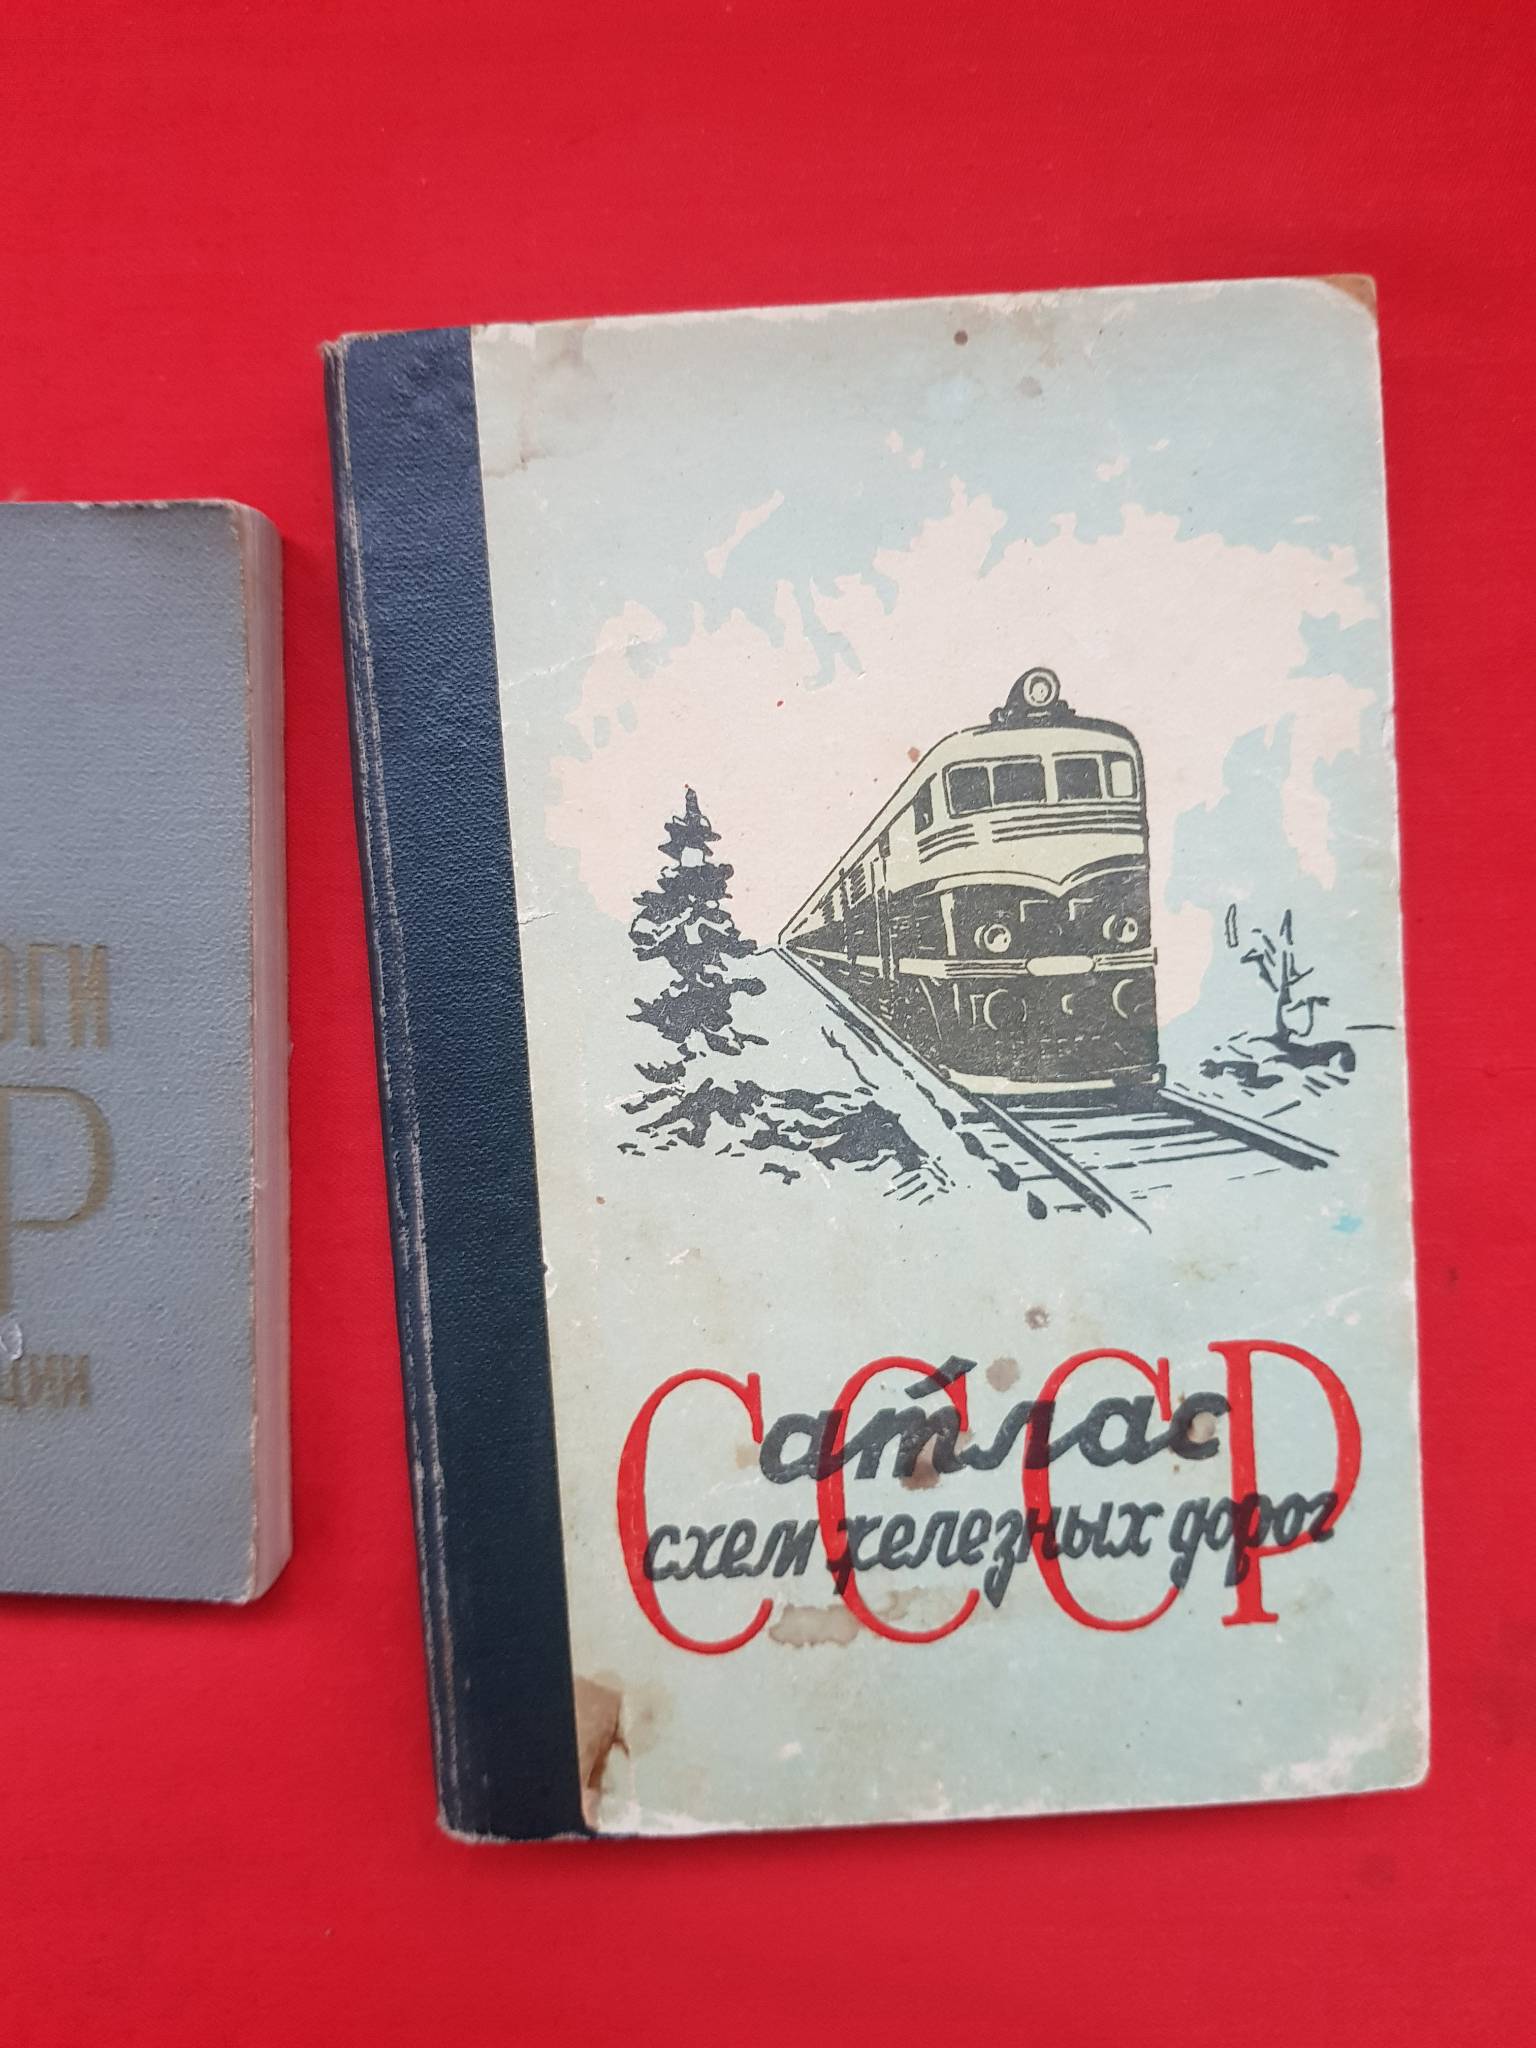 ОГИ
Р
ЦИИ
СССР
атлас
схем железных дорог